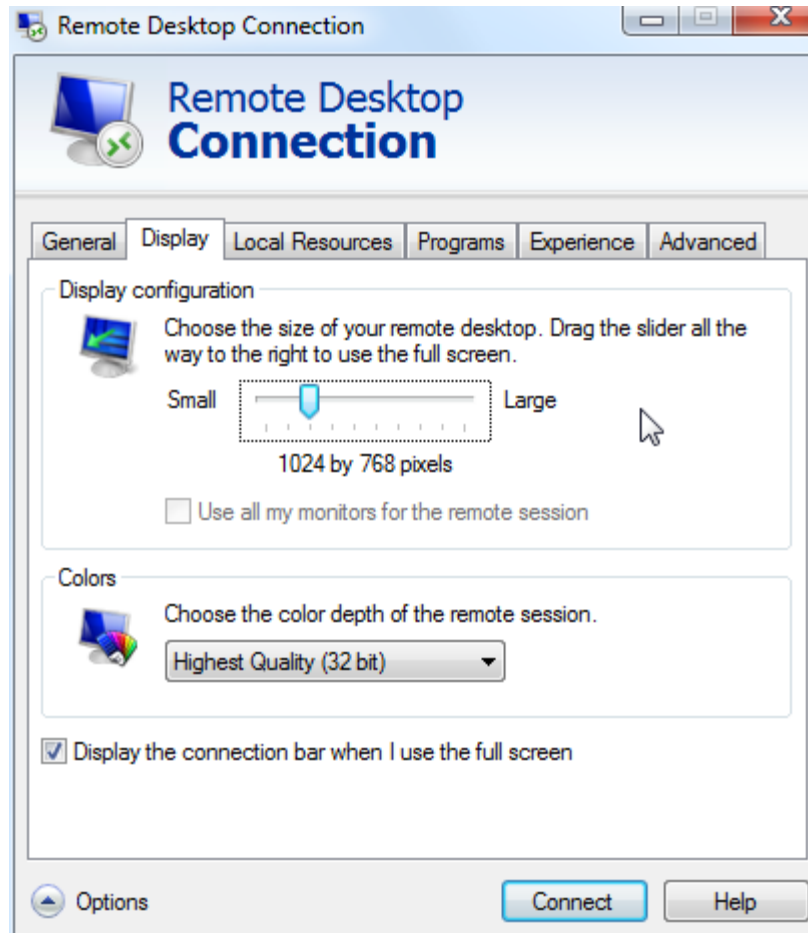 Remote Desktop Connection
Remote Desktop
Connection
General Display Local Resources Programs Experience Advanced
Display configuration
Choose the size of your remote desktop. Drag the slider all the
way to the right to use the full screen.
Small Large
1024 by 768 pixels
Use all my monitors for the remote session
Colors
Choose the color depth of the remote session.
Highest Quality (32 bit)
Display the connection bar when I use the full screen
Options Connect Help